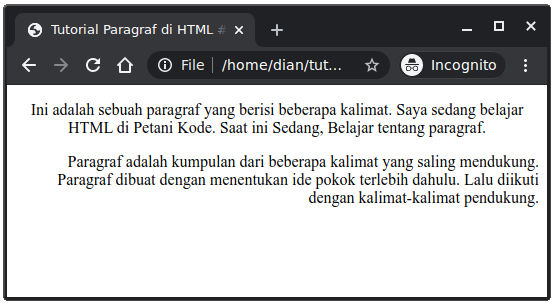 Tutorial Paragraf di HTML #
File
/home/dian/tut...
Incognito
Ini adalah sebuah paragraf yang berisi beberapa kalimat. Saya sedang belajar
HTML di Petani Kode. Saat ini Sedang, Belajar tentang paragraf.
Paragraf adalah kumpulan dari beberapa kalimat yang saling mendukung.
Paragraf dibuat dengan menentukan ide pokok terlebih dahulu. Lalu diikuti
dengan kalimat-kalimat pendukung.